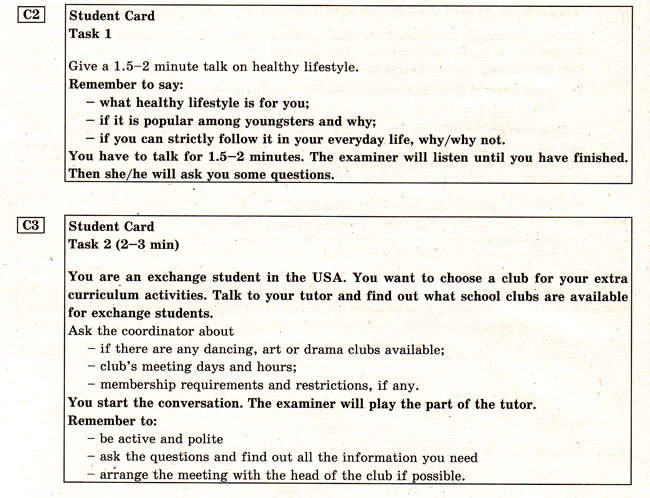 C2
Student Card
Task 1
Give a 1.5–2 minute talk on healthy lifestyle.
Remember to say:
– what healthy lifestyle is for you;
– if it is popular among youngsters and why;
– if you can strictly follow it in your everyday life, why/why not.
You have to talk for 1.5–2 minutes. The examiner will listen until you have finished.
Then she/he will ask you some questions.
C3
Student Card
Task 2 (2–3 min)
You are an exchange student in the USA. You want to choose a club for your extra
curriculum activities. Talk to your tutor and find out what school clubs are available
for exchange students.
Ask the coordinator about
– if there are any dancing, art or drama clubs available;
– club's meeting days and hours;
– membership requirements and restrictions, if any.
You start the conversation. The examiner will play the part of the tutor.
Remember to:
– be active and polite
– ask the questions and find out all the information you need
– arrange the meeting with the head of the club if possible.